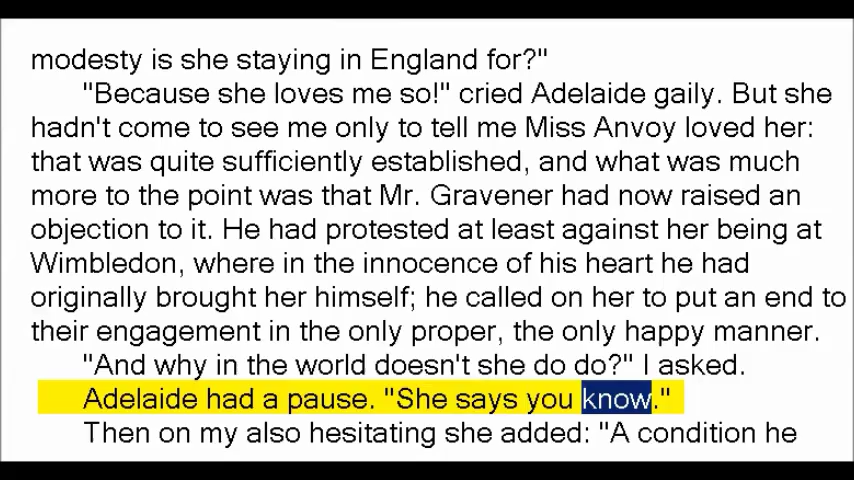 modesty is she staying in England for?"
"Because she loves me so!" cried Adelaide gaily. But she
hadn't come to see me only to tell me Miss Anvoy loved her:
that was quite sufficiently established, and what was much
more to the point was that Mr. Gravener had now raised an
objection to it. He had protested at least against her being at
Wimbledon, where in the innocence of his heart he had
originally brought her himself; he called on her to put an end to
their engagement in the only proper, the only happy manner.
"And why in the world doesn't she do do?" I asked.
Adelaide had a pause. "She says you know."
Then on my also hesitating she added: "A condition he